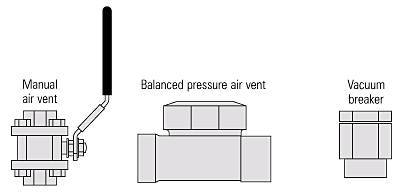 Manual
air vent
Balanced pressure air vent
Vacuum
breaker